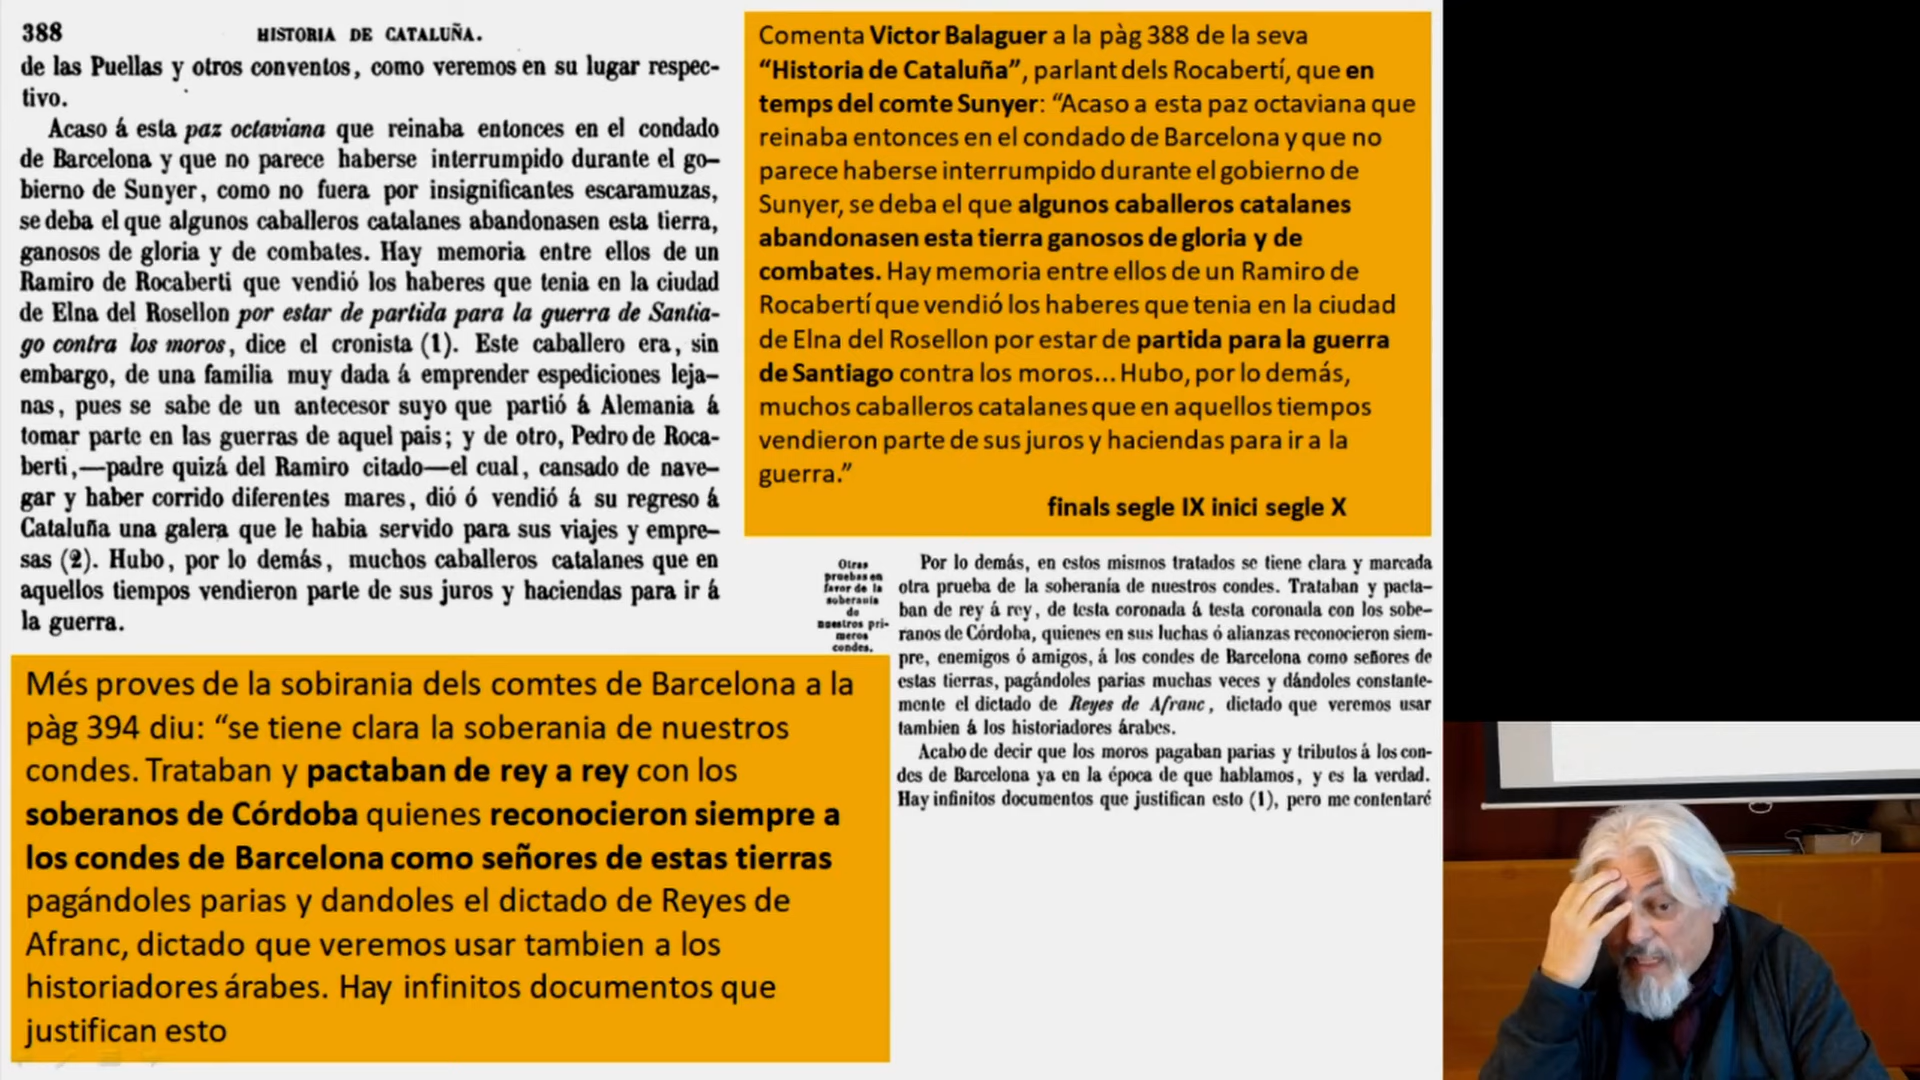 388 HISTORIA DE CATALUÑA.
de las Puellas y otros conventos, como veremos en su lugar respec-
tivo.
Acaso á esta paz octaviana que reinaba entonces en el condado
de Barcelona y que no parece haberse interrumpido durante el go-
bierno de Sunyer, como no fuera por insignificantes escaramuzas,
se deba el que algunos caballeros catalanes abandonasen esta tierra,
ganosos de gloria y de combates. Hay memoria entre ellos de un
Ramiro de Rocaberti que vendió los haberes que tenia en la ciudad
de Elna del Rosellon por estar de partida para la guerra de Santia-
go contra los moros, dice el cronista (1). Este caballero era, sin
embargo, de una familia muy dada á emprender espediciones leja-
nas, pues se sabe de un antecesor suyo que partió á Alemania á
tomar parte en las guerras de aquel pais; y de otro, Pedro de Roca-
berti,—padre quizá del Ramiro citado—el cual, cansado de nave-
gar y haber corrido diferentes mares, dió ó vendió á su regreso á
Cataluña una galera que le habia servido para sus viajes y empre-
sas (2). Hubo, por lo demás, muchos caballeros catalanes que en
aquellos tiempos vendieron parte de sus juros y haciendas para ir á
la guerra.
Comenta Victor Balaguer a la pàg 388 de la seva
“Historia de Cataluña”, parlant dels Rocabertí, que en
temps del comte Sunyer: “Acaso a esta paz octaviana que
reinaba entonces en el condado de Barcelona y que no
parece haberse interrumpido durante el gobierno de
Sunyer, se deba el que algunos caballeros catalanes
abandonasen esta tierra ganosos de gloria y de
combates. Hay memoria entre ellos de un Ramiro de
Rocabertí que vendió los haberes que tenia en la ciudad
de Elna del Rosellon por estar de partida para la guerra
de Santiago contra los moros... Hubo, por lo demás,
muchos caballeros catalanes que en aquellos tiempos
vendieron parte de sus juros y haciendas para ir a la
guerra.”
finals segle IX inici segle X
Otras
pruebas en
favor de la
soberania
de
nuestros pri-
meros
condes.
Por lo demás, en estos mismos tratados se tiene clara y marcada
otra prueba de la soberanía de nuestros condes. Trataban y pacta-
ban de rey á rey, de testa coronada á testa coronada con los sobe-
ranos de Córdoba, quienes en sus luchas ó alianzas reconocieron siem-
pre, enemigos ó amigos, á los condes de Barcelona como señores de
estas tierras, pagándoles parias muchas veces y dándoles constante-
mente el dictado de Reyes de Afranc, dictado que veremos usar
tambien á los historiadores árabes.
Acabo de decir que los moros pagaban parias y tributos á los con-
des de Barcelona ya en la época de que hablamos, y es la verdad.
Hay infinitos documentos que justifican esto (1), pero me contentaré
Més proves de la sobirania dels comtes de Barcelona a la
pàg 394 diu: “se tiene clara la soberania de nuestros
condes. Trataban y pactaban de rey a rey con los
soberanos de Córdoba quienes reconocieron siempre a
los condes de Barcelona como señores de estas tierras
pagándoles parias y dandoles el dictado de Reyes de
Afranc, dictado que veremos usar tambien a los
historiadores árabes. Hay infinitos documentos que
justifican esto